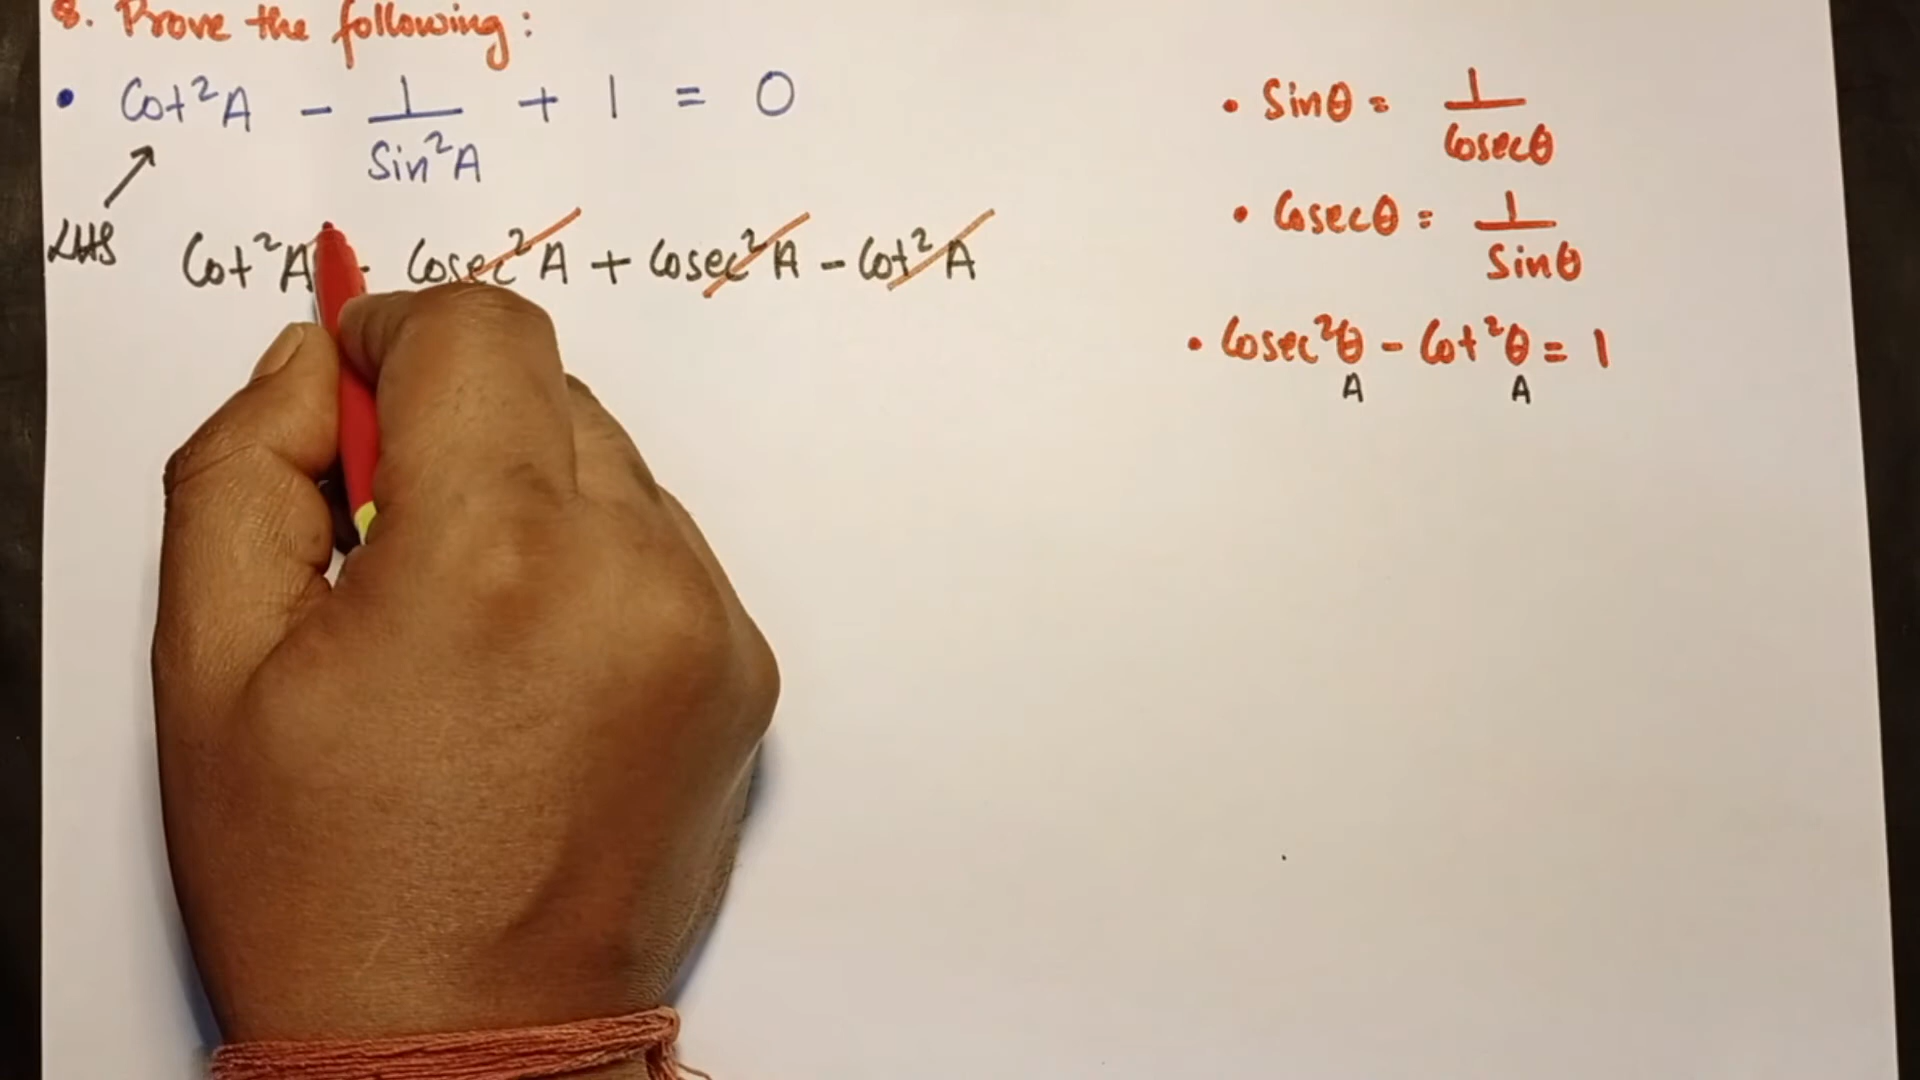 8. Prove the following:
• Cot²A - 1/Sin²A + 1 = 0
LHS
Cot²A - Cosec²A + Cosec²A - Cot²A
• Sinθ = 1/Cosecθ
• Cosecθ = 1/Sinθ
• Cosec²θ - Cot²θ = 1
A A